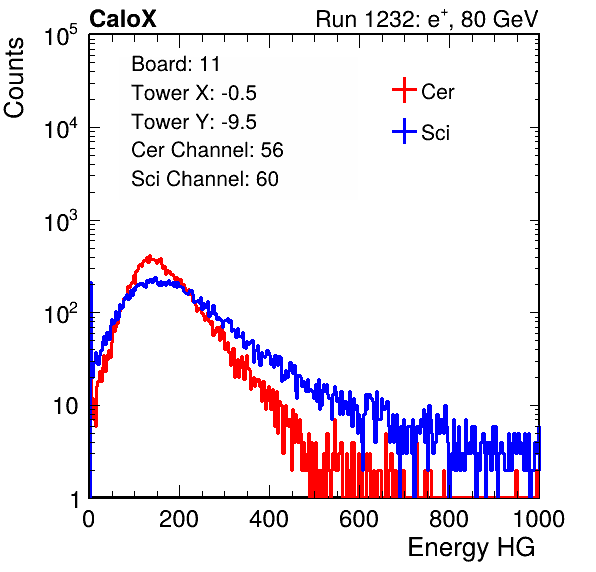 CaloX Run 1232: e⁺, 80 GeV
Counts
10⁵
10⁴
10³
10²
10
1
Board: 11
Tower X: -0.5
Tower Y: -9.5
Cer Channel: 56
Sci Channel: 60
Cer
Sci
0 200 400 600 800 1000
Energy HG